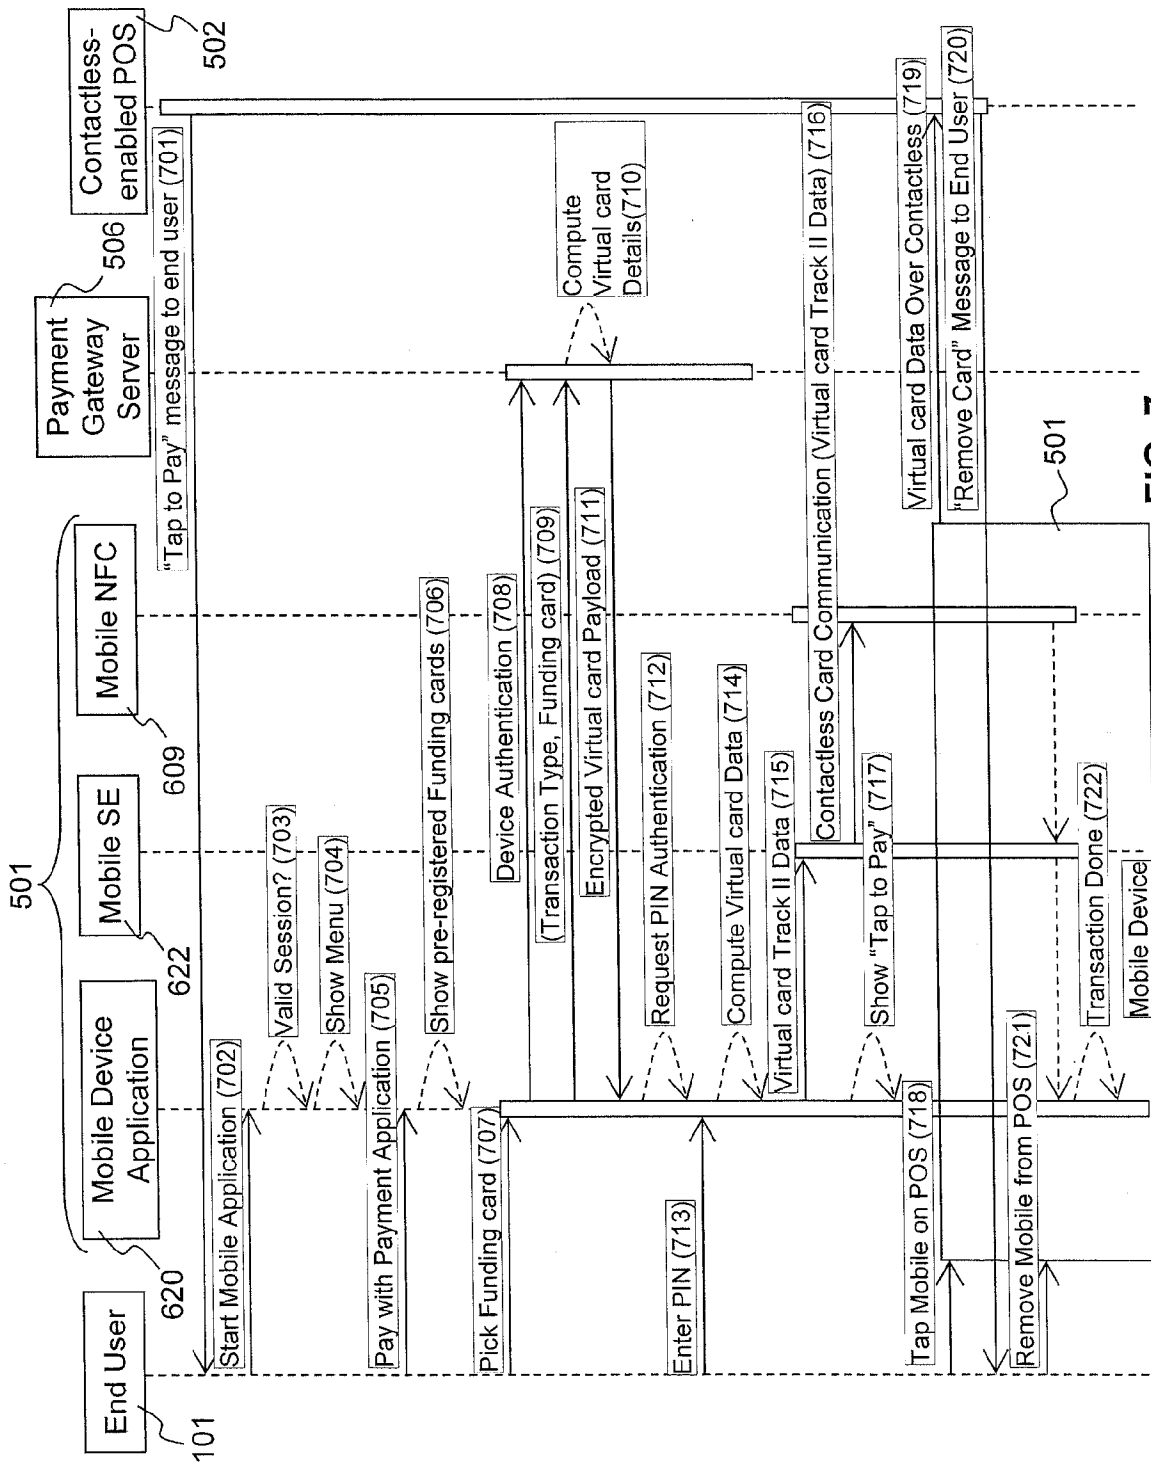 501
End User
101
Mobile Device
Application
620
Mobile SE
622
Mobile NFC
609
Payment
Gateway
Server
506
Contactless-
enabled POS
502
"Tap to Pay" message to end user (701)
Start Mobile Application (702)
Valid Session? (703)
Show Menu (704)
Pay with Payment Application (705)
Show pre-registered Funding cards (706)
Pick Funding card (707)
Device Authentication (708)
(Transaction Type, Funding card) (709)
Compute
Virtual card
Details(710)
Encrypted Virtual card Payload (711)
Request PIN Authentication (712)
Enter PIN (713)
Compute Virtual card Data (714)
Virtual card Track II Data (715)
Contactless Card Communication (Virtual card Track II Data) (716)
Show "Tap to Pay" (717)
Tap Mobile on POS (718)
Virtual card Data Over Contactless (719)
"Remove Card" Message to End User (720)
Remove Mobile from POS (721)
Transaction Done (722)
Mobile Device
501